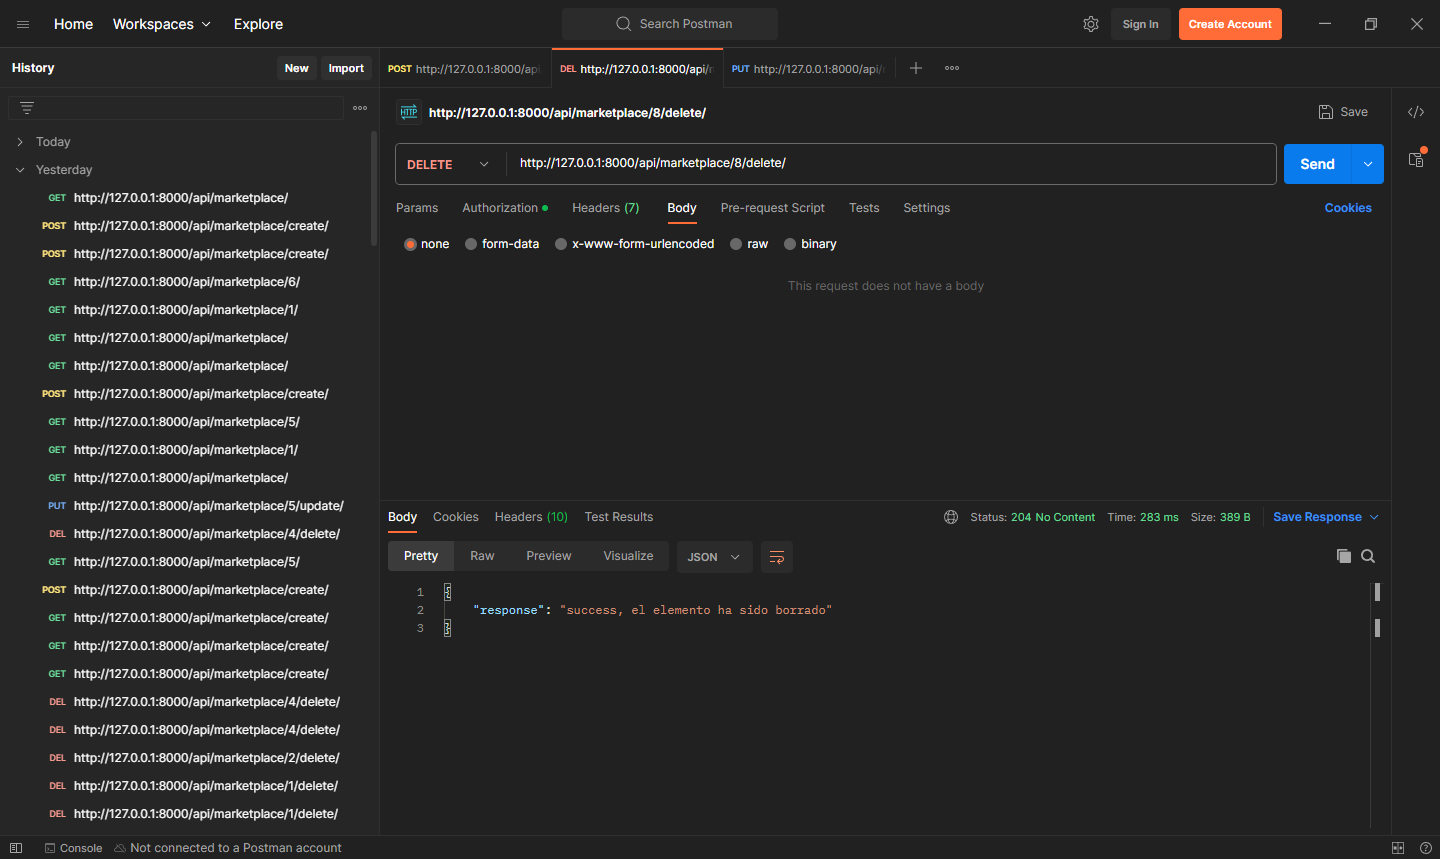 Home Workspaces Explore Search Postman Sign In Create Account
History New Import
POST http://127.0.0.1:8000/api DEL http://127.0.0.1:8000/api/ PUT http://127.0.0.1:8000/api/
HTTP http://127.0.0.1:8000/api/marketplace/8/delete/ Save
DELETE http://127.0.0.1:8000/api/marketplace/8/delete/ Send
Params Authorization Headers (7) Body Pre-request Script Tests Settings Cookies
none form-data x-www-form-urlencoded raw binary
This request does not have a body
Today
Yesterday
GET http://127.0.0.1:8000/api/marketplace/
POST http://127.0.0.1:8000/api/marketplace/create/
POST http://127.0.0.1:8000/api/marketplace/create/
GET http://127.0.0.1:8000/api/marketplace/6/
GET http://127.0.0.1:8000/api/marketplace/1/
GET http://127.0.0.1:8000/api/marketplace/
GET http://127.0.0.1:8000/api/marketplace/
POST http://127.0.0.1:8000/api/marketplace/create/
GET http://127.0.0.1:8000/api/marketplace/5/
GET http://127.0.0.1:8000/api/marketplace/1/
GET http://127.0.0.1:8000/api/marketplace/
PUT http://127.0.0.1:8000/api/marketplace/5/update/
DEL http://127.0.0.1:8000/api/marketplace/4/delete/
GET http://127.0.0.1:8000/api/marketplace/5/
POST http://127.0.0.1:8000/api/marketplace/create/
GET http://127.0.0.1:8000/api/marketplace/create/
GET http://127.0.0.1:8000/api/marketplace/create/
GET http://127.0.0.1:8000/api/marketplace/create/
DEL http://127.0.0.1:8000/api/marketplace/4/delete/
DEL http://127.0.0.1:8000/api/marketplace/4/delete/
DEL http://127.0.0.1:8000/api/marketplace/2/delete/
DEL http://127.0.0.1:8000/api/marketplace/1/delete/
DEL http://127.0.0.1:8000/api/marketplace/1/delete/
Body Cookies Headers (10) Test Results Status: 204 No Content Time: 283 ms Size: 389 B Save Response
Pretty Raw Preview Visualize JSON
1 {
2 "response": "success, el elemento ha sido borrado"
3 }
Console Not connected to a Postman account